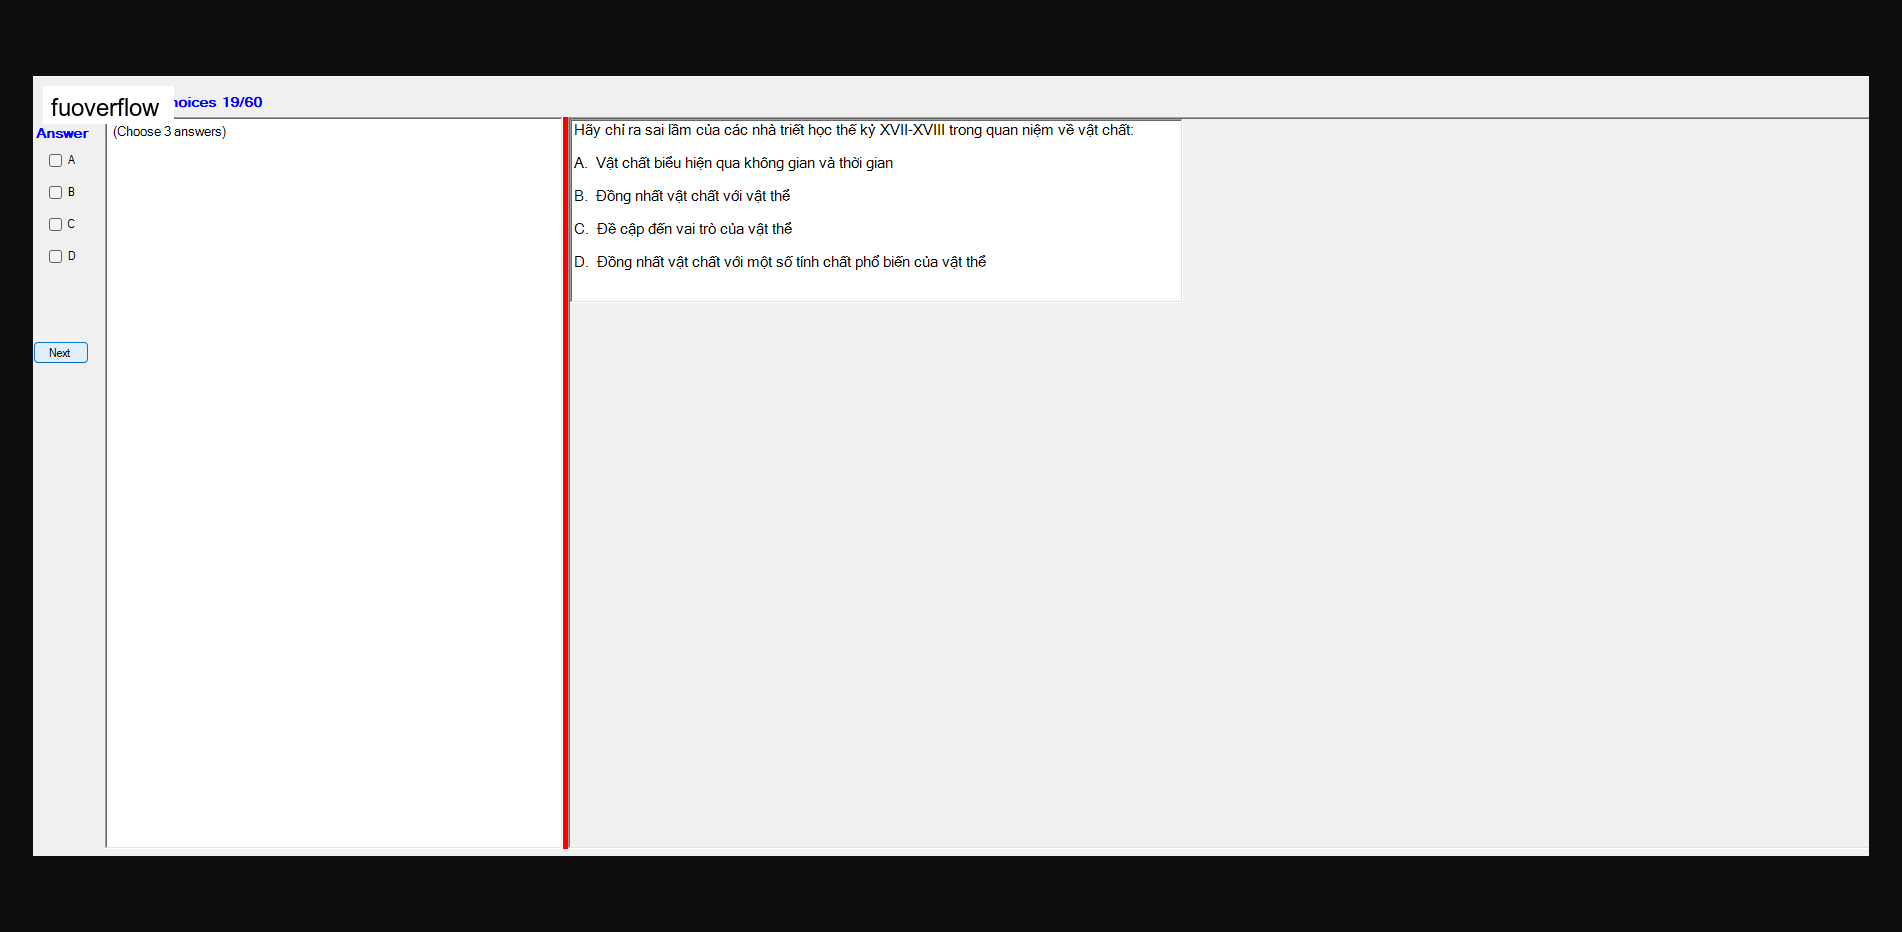 fuoverflow
hoices 19/60
Answer
(Choose 3 answers)
A
B
C
D
Next
Hãy chỉ ra sai lầm của các nhà triết học thế kỷ XVII-XVIII trong quan niệm về vật chất:
A. Vật chất biểu hiện qua không gian và thời gian
B. Đồng nhất vật chất với vật thể
C. Đề cập đến vai trò của vật thể
D. Đồng nhất vật chất với một số tính chất phổ biến của vật thể